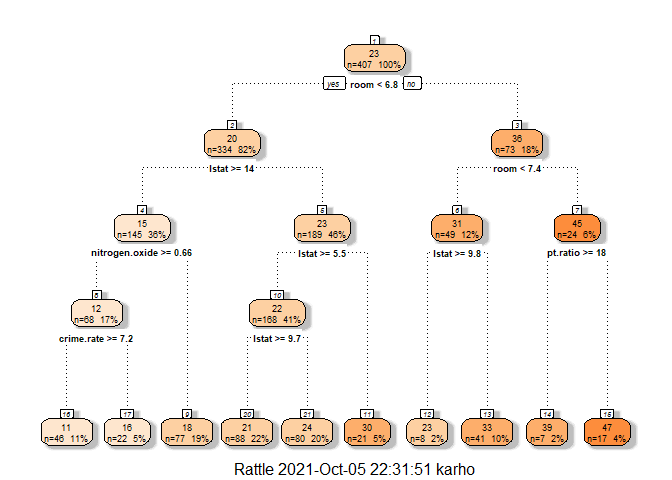 1
23
n=407 100%
yes room < 6.8 no
2
20
n=334 82%
3
36
n=73 18%
lstat >= 14
room < 7.4
4
15
n=145 36%
5
23
n=189 46%
6
31
n=49 12%
7
45
n=24 6%
nitrogen.oxide >= 0.66
lstat >= 5.5
lstat >= 9.8
pt.ratio >= 18
8
12
n=68 17%
10
22
n=168 41%
crime.rate >= 7.2
lstat >= 9.7
16
11
n=46 11%
17
16
n=22 5%
9
18
n=77 19%
20
21
n=88 22%
21
24
n=80 20%
11
30
n=21 5%
12
23
n=8 2%
13
33
n=41 10%
14
39
n=7 2%
15
47
n=17 4%
Rattle 2021-Oct-05 22:31:51 karho